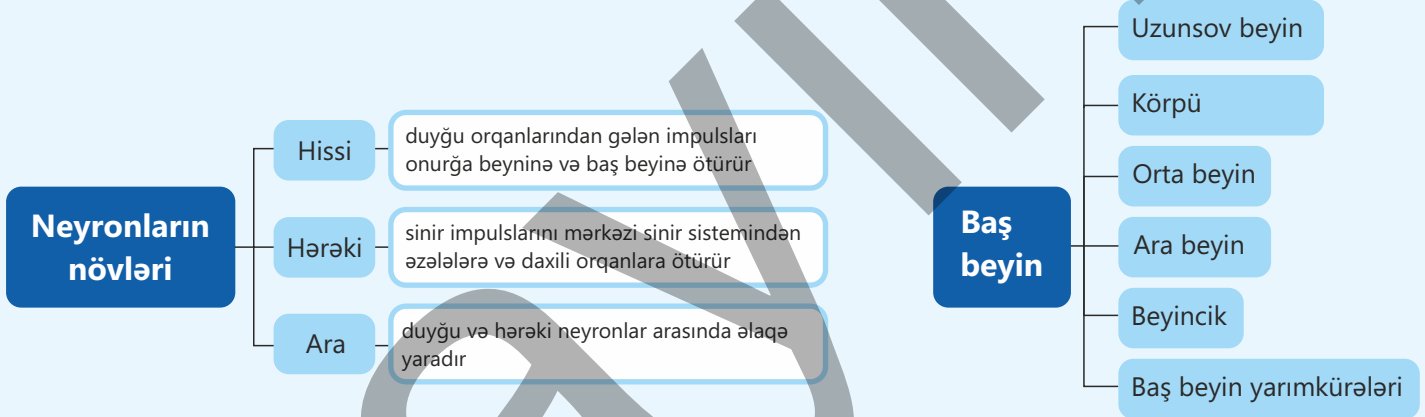 Neyronların
növləri
Hissi
duyğu orqanlarından gələn impulsları
onurğa beyninə və baş beyinə ötürür
Hərəki
sinir impulslarını mərkəzi sinir sistemindən
əzələlərə və daxili orqanlara ötürür
Ara
duyğu və hərəki neyronlar arasında əlaqə
yaradır
Baş
beyin
Uzunsov beyin
Körpü
Orta beyin
Ara beyin
Beyincik
Baş beyin yarımkürələri